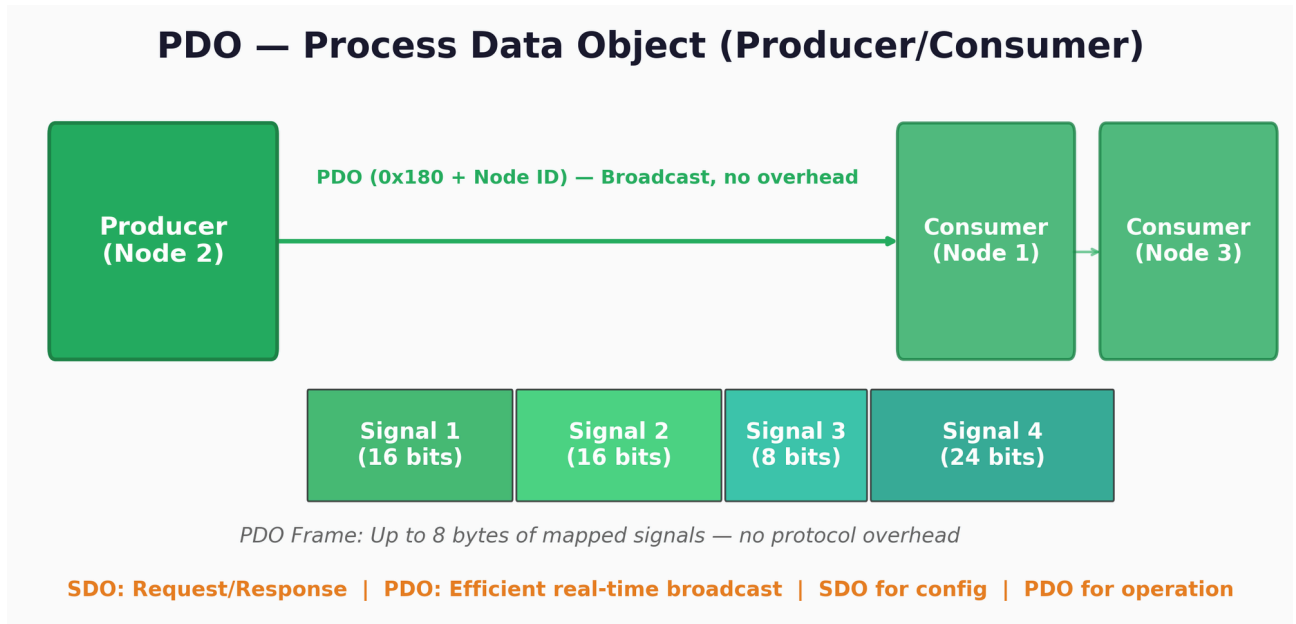 PDO — Process Data Object (Producer/Consumer)
PDO (0x180 + Node ID) — Broadcast, no overhead
Producer
(Node 2)
Consumer
(Node 1)
Consumer
(Node 3)
Signal 1
(16 bits)
Signal 2
(16 bits)
Signal 3
(8 bits)
Signal 4
(24 bits)
PDO Frame: Up to 8 bytes of mapped signals — no protocol overhead
SDO: Request/Response | PDO: Efficient real-time broadcast | SDO for config | PDO for operation